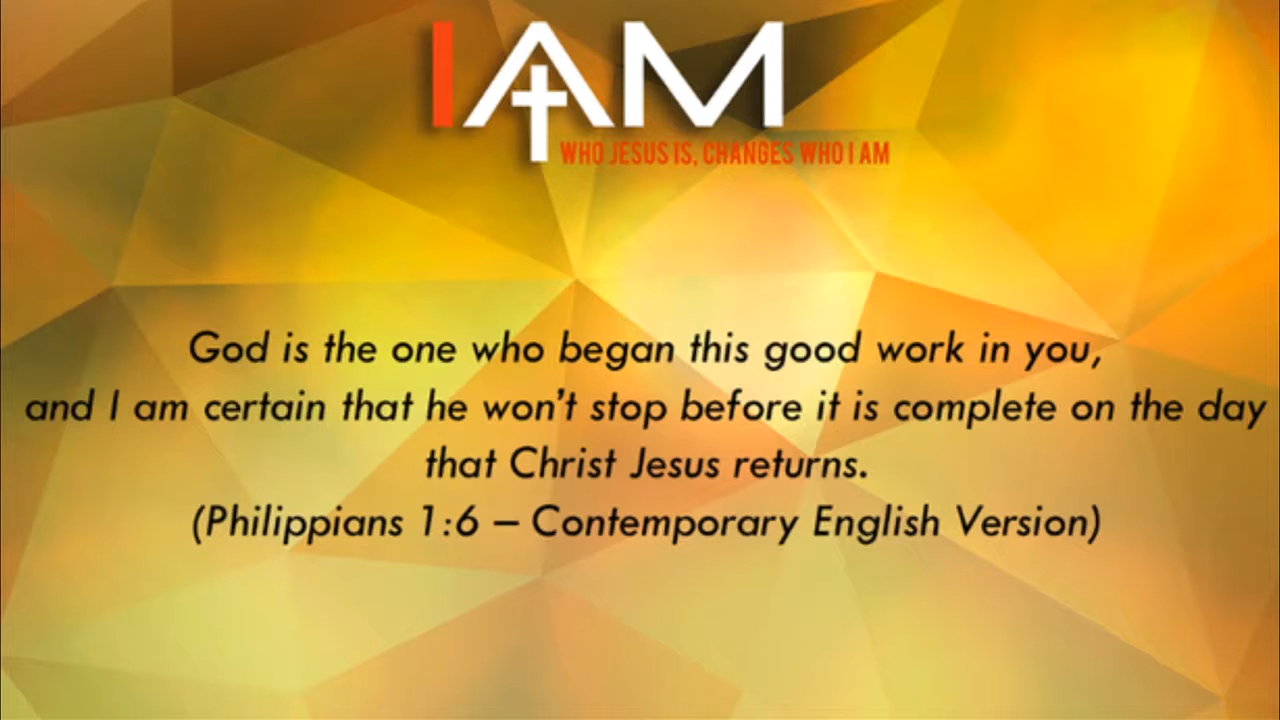 I AM
WHO JESUS IS, CHANGES WHO I AM
God is the one who began this good work in you,
and I am certain that he won’t stop before it is complete on the day
that Christ Jesus returns.
(Philippians 1:6 – Contemporary English Version)